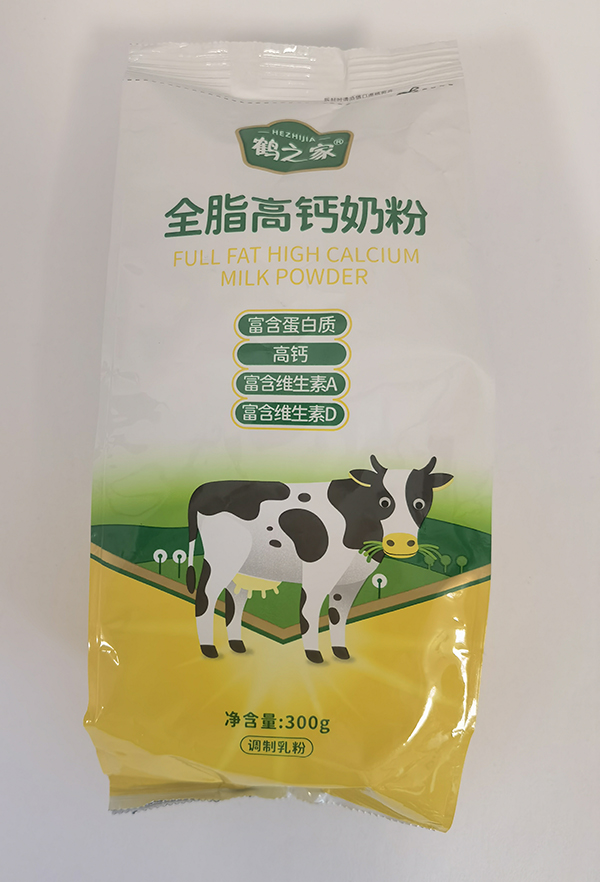 HEZHIJIA
鹤之家®
全脂高钙奶粉
FULL FAT HIGH CALCIUM
MILK POWDER
富含蛋白质
高钙
富含维生素A
富含维生素D
净含量:300g
调制乳粉